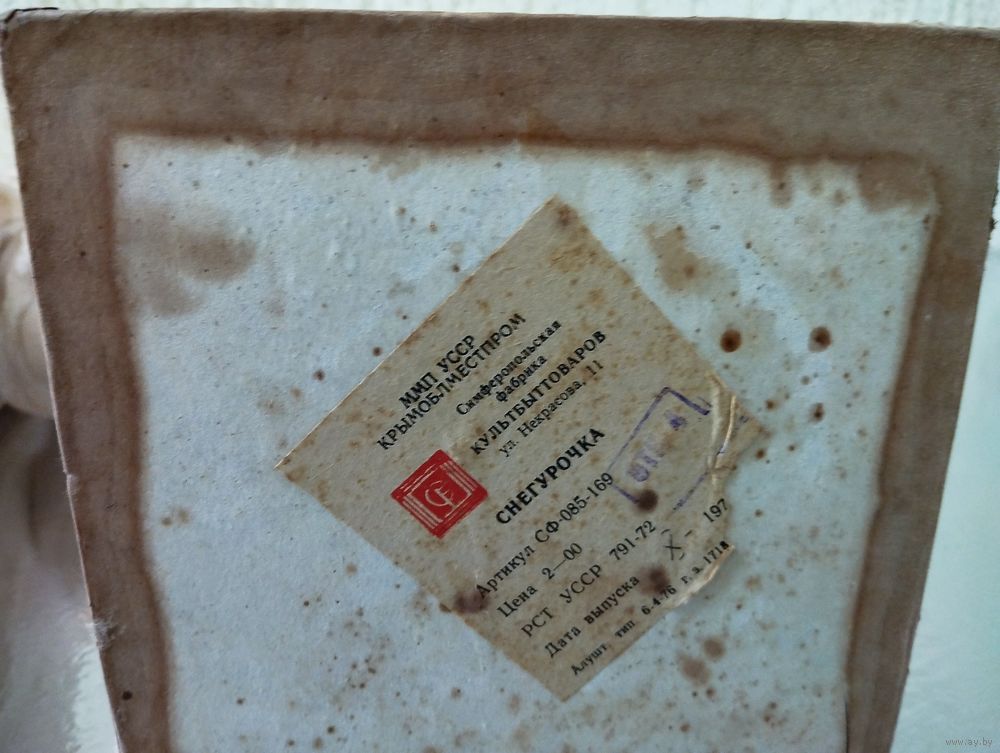 ММП УССР
КРЫМОБЛМЕСТПРОМ
Симферопольская
фабрика
КУЛЬТБЫТТОВАРОВ
ул. Некрасова, 11
СНЕГУРОЧКА
Артикул СФ-085-169
Цена 2—00
РСТ УССР 791-72
Дата выпуска X - 197
Алушт. тип 6-4-76 г. з. 1718
www.ay.by